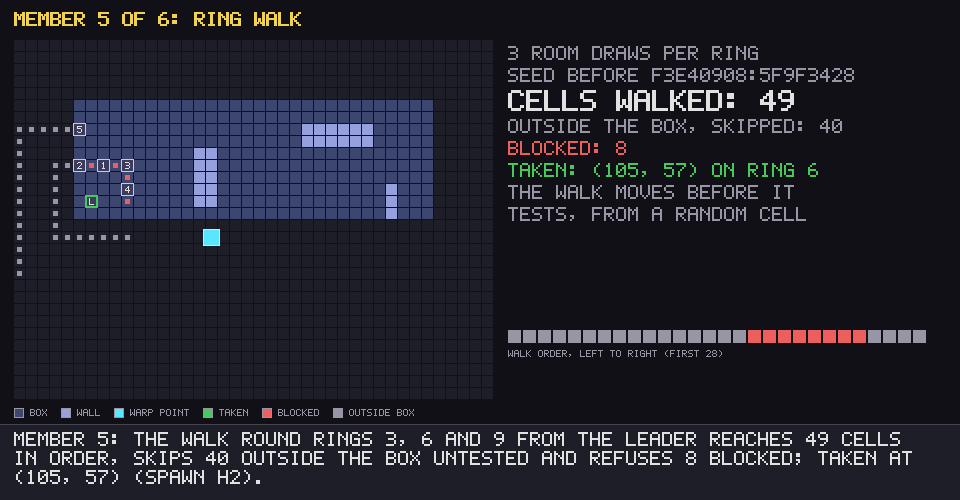 MEMBER 5 OF 6: RING WALK
3 ROOM DRAWS PER RING
SEED BEFORE F3E40908:5F9F3428
CELLS WALKED: 49
OUTSIDE THE BOX, SKIPPED: 40
BLOCKED: 8
TAKEN: (105, 57) ON RING 6
THE WALK MOVES BEFORE IT
TESTS, FROM A RANDOM CELL
5
2 1 3
4
L
WALK ORDER, LEFT TO RIGHT (FIRST 28)
BOX WALL WARP POINT TAKEN BLOCKED OUTSIDE BOX
MEMBER 5: THE WALK ROUND RINGS 3, 6 AND 9 FROM THE LEADER REACHES 49 CELLS
IN ORDER, SKIPS 40 OUTSIDE THE BOX UNTESTED AND REFUSES 8 BLOCKED; TAKEN AT
(105, 57) (SPAWN H2).